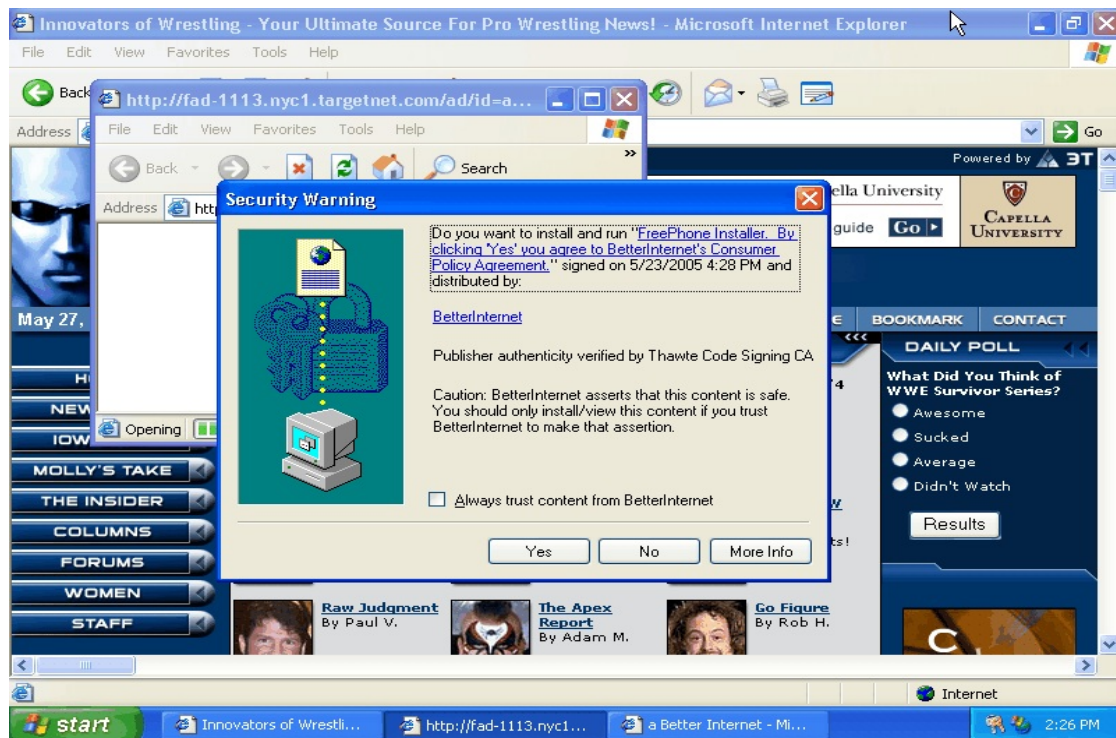 Innovators of Wrestling - Your Ultimate Source For Pro Wrestling News! - Microsoft Internet Explorer
File Edit View Favorites Tools Help
Back
Address
Go
http://fad-1113.nyc1.targetnet.com/ad/id=a...
File Edit View Favorites Tools Help
Back
Search
»
Address
Opening
Security Warning
Do you want to install and run "FreePhone Installer. By
clicking 'Yes' you agree to BetterInternet's Consumer
Policy Agreement." signed on 5/23/2005 4:28 PM and
distributed by:
BetterInternet
Publisher authenticity verified by Thawte Code Signing CA
Caution: BetterInternet asserts that this content is safe.
You should only install/view this content if you trust
BetterInternet to make that assertion.
Always trust content from BetterInternet
Yes
No
More Info
Powered by
University
guide
Go
CAPELLA
UNIVERSITY
May 27,
BOOKMARK
CONTACT
MOLLY'S TAKE
THE INSIDER
COLUMNS
FORUMS
WOMEN
STAFF
<<<
DAILY POLL
What Did You Think of
WWE Survivor Series?
Awesome
Sucked
Average
Didn't Watch
Results
Raw Judgment
By Paul V.
The Apex
Report
By Adam M.
Go Figure
By Rob H.
Internet
start
Innovators of Wrestli...
http://fad-1113.nyc1...
a Better Internet - Mi...
2:26 PM